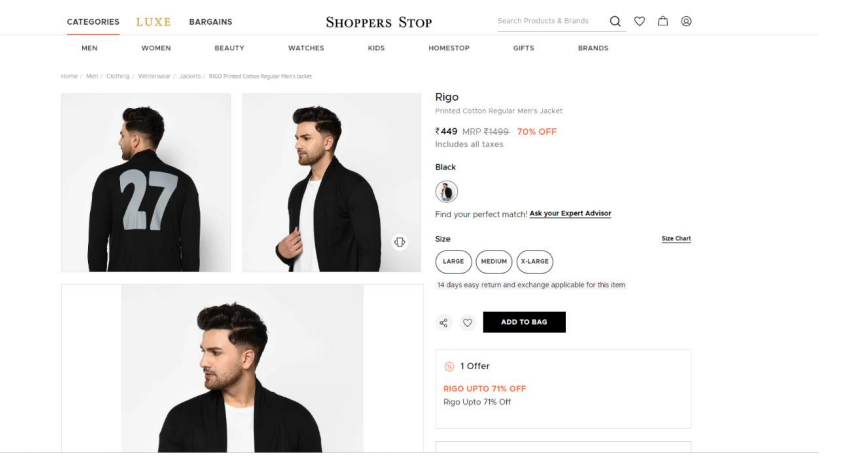 CATEGORIES LUXE BARGAINS SHOPPERS STOP Search Products & Brands
MEN WOMEN BEAUTY WATCHES KIDS HOMESTOP GIFTS BRANDS
Home / Men / Clothing / Winterwear / Jackets / RIGO Printed Cotton Regular Men's Jacket
27
Rigo
Printed Cotton Regular Men's Jacket
₹449 MRP ₹1499 70% OFF
Includes all taxes
Black
Find your perfect match! Ask your Expert Advisor
Size Size Chart
LARGE MEDIUM X-LARGE
14 days easy return and exchange applicable for this item
ADD TO BAG
1 Offer
RIGO UPTO 71% OFF
Rigo Upto 71% Off